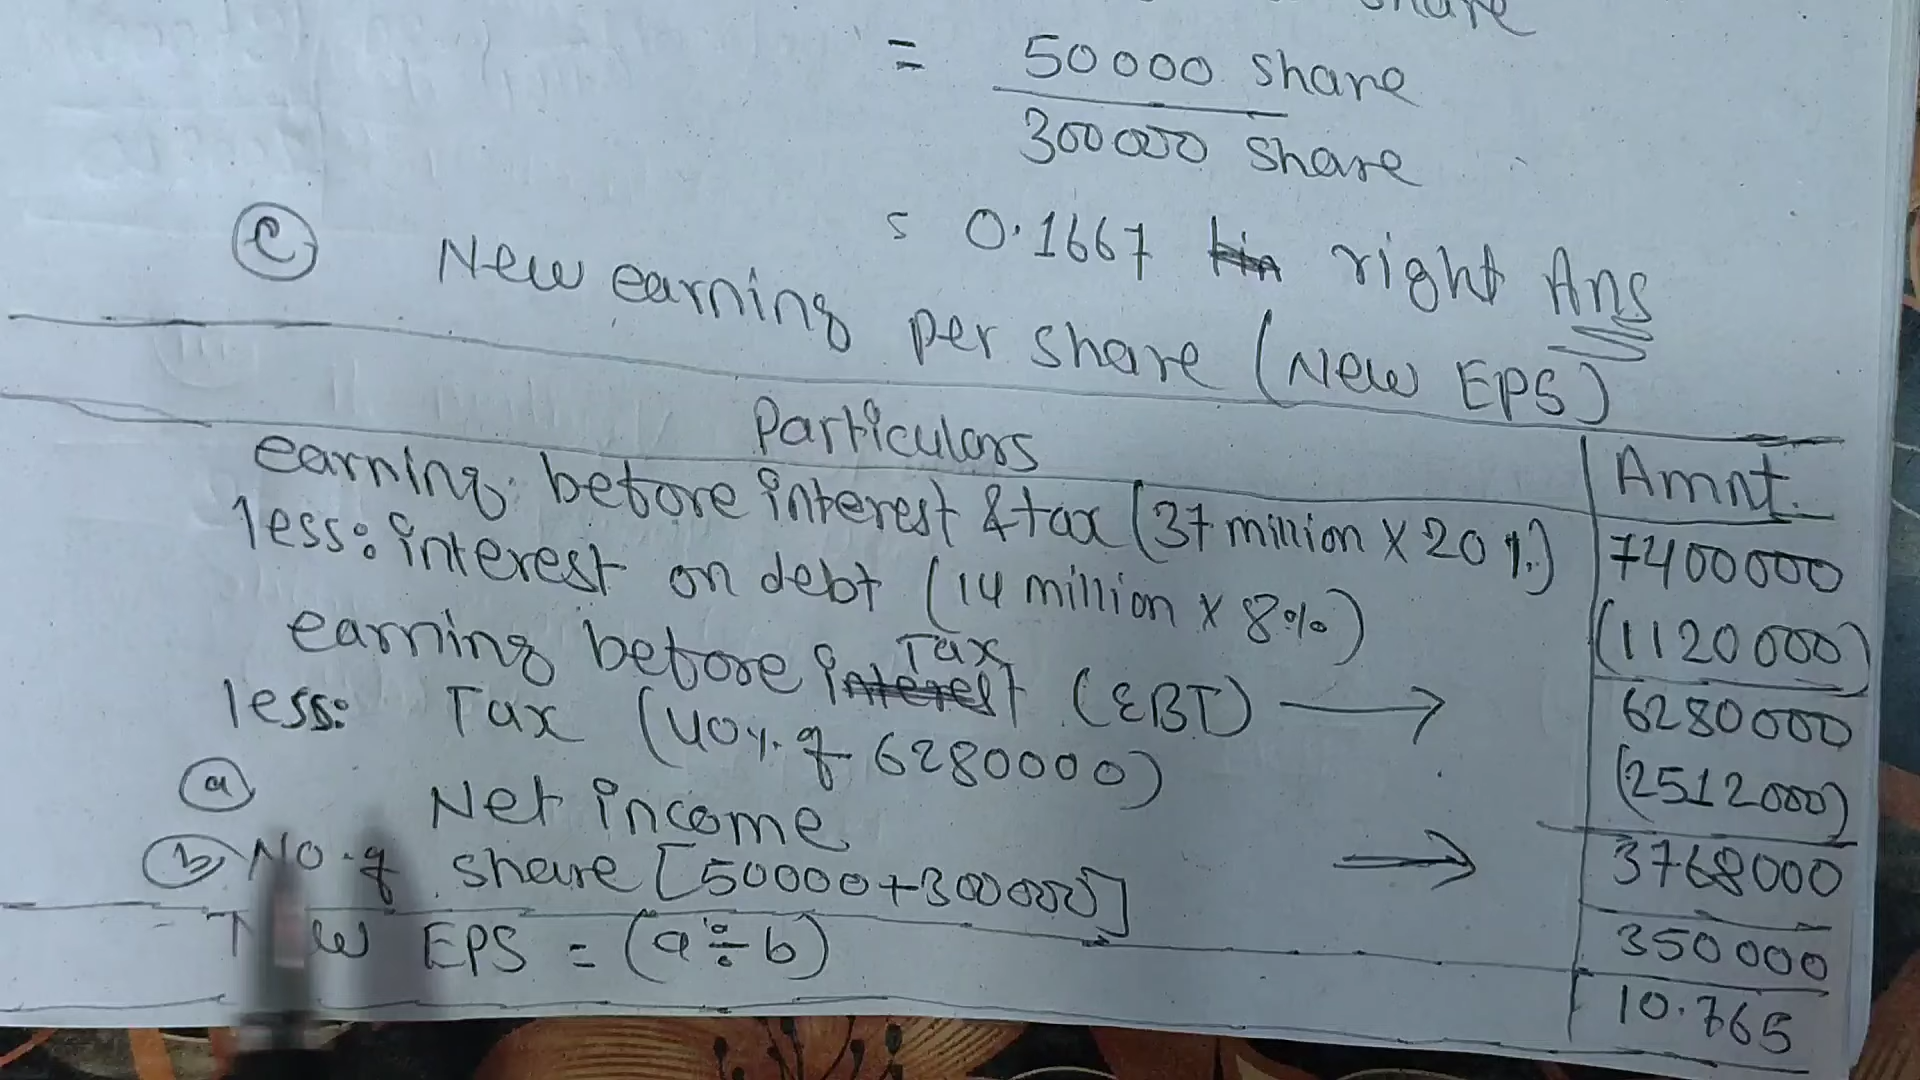 share
= 50000 share
300000 share
= 0.1667 right Ans
(c) New earning per share (New EPS)
Particulars Amnt.
earning before interest & tax (37 million x 20%) 7400000
less: interest on debt (14 million x 8%) (1120000)
earning before Tax (EBT) → 6280000
less: Tax (40% of 6280000) (2512000)
(a) Net income → 3768000
(b) No. of share [50000+300000] 350000
New EPS = (a÷b) 10.765